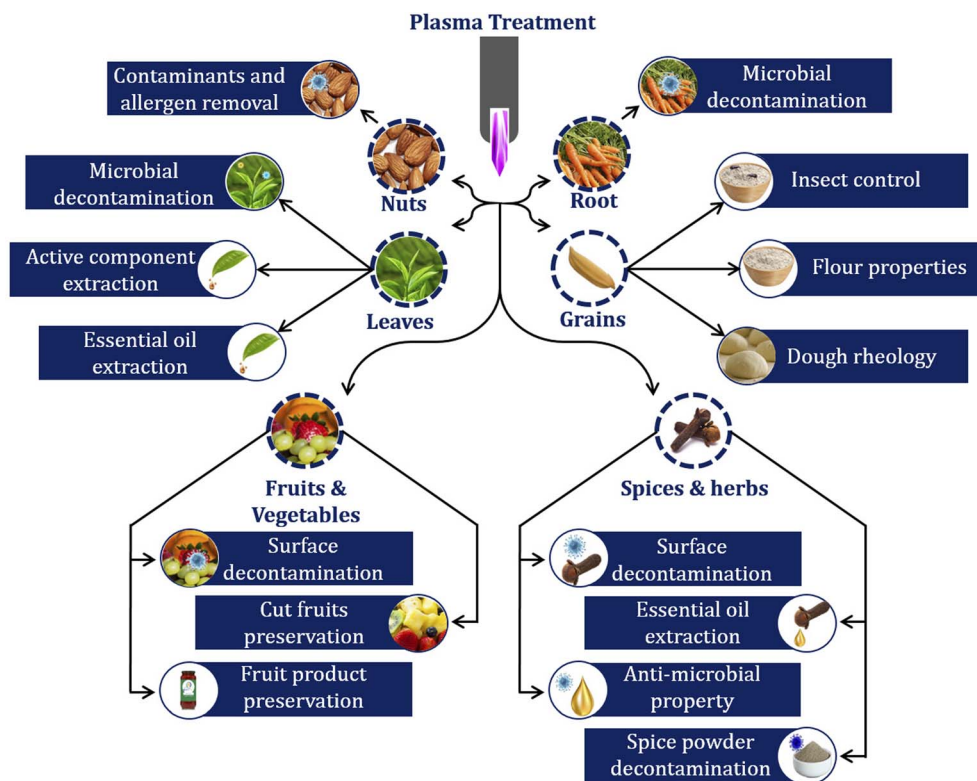 Plasma Treatment
Contaminants and
allergen removal
Microbial
decontamination
Nuts
Root
Microbial
decontamination
Insect control
Active component
extraction
Flour properties
Leaves
Grains
Essential oil
extraction
Dough rheology
Fruits &
Vegetables
Spices & herbs
Surface
decontamination
Cut fruits
preservation
Fruit product
preservation
Surface
decontamination
Essential oil
extraction
Anti-microbial
property
Spice powder
decontamination